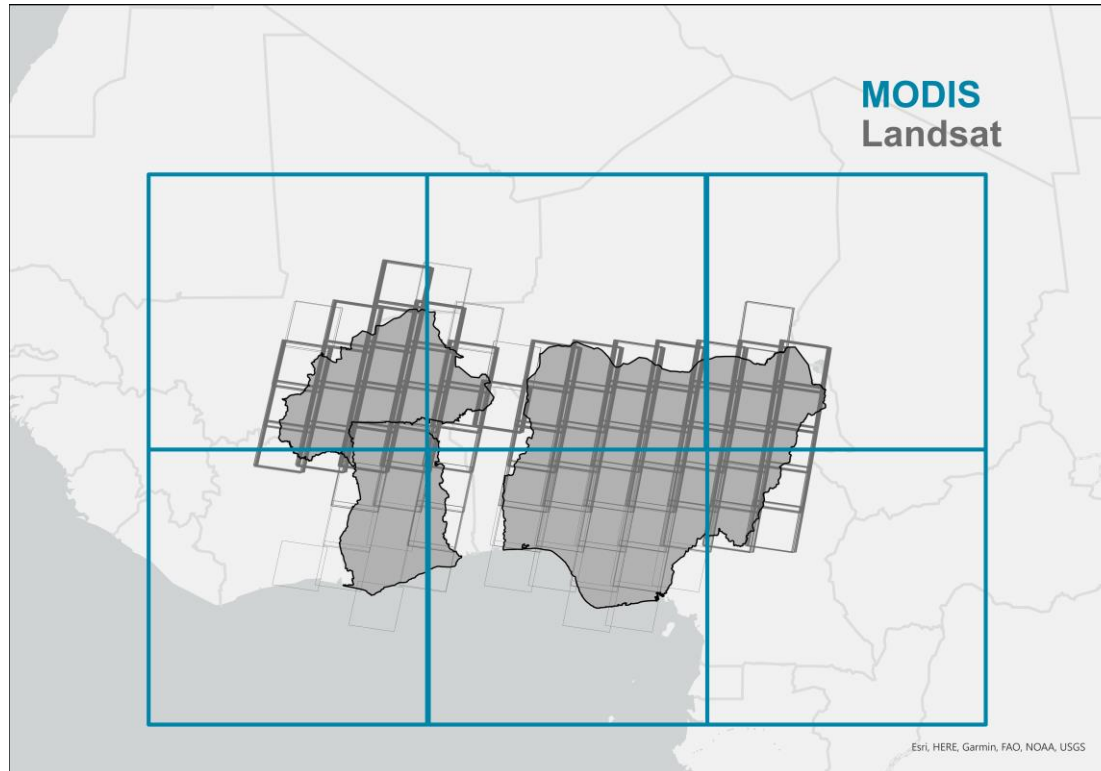 MODIS
Landsat
Esri, HERE, Garmin, FAO, NOAA, USGS